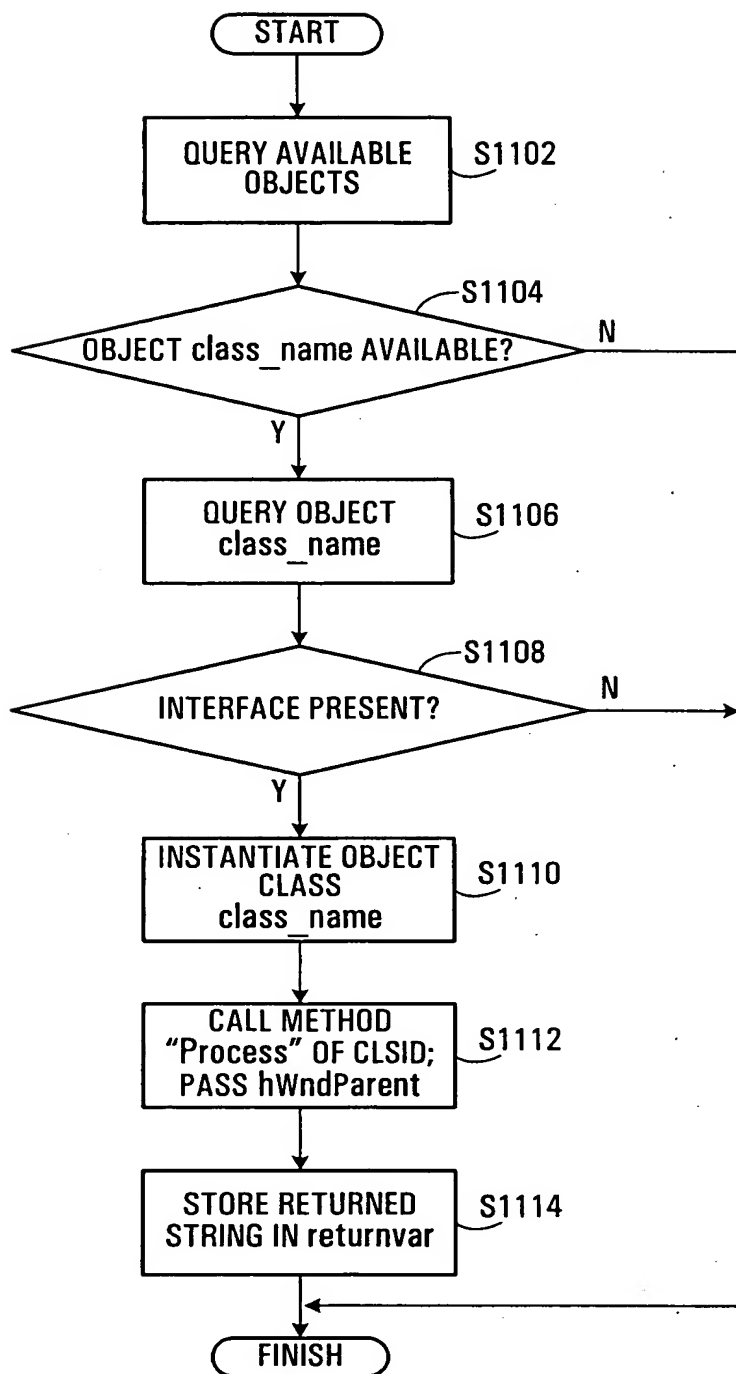 START
QUERY AVAILABLE
OBJECTS
S1102
S1104
OBJECT class_name AVAILABLE?
N
Y
QUERY OBJECT
class_name
S1106
S1108
INTERFACE PRESENT?
N
Y
INSTANTIATE OBJECT
CLASS
class_name
S1110
CALL METHOD
"Process" OF CLSID;
PASS hWndParent
S1112
STORE RETURNED
STRING IN returnvar
S1114
FINISH